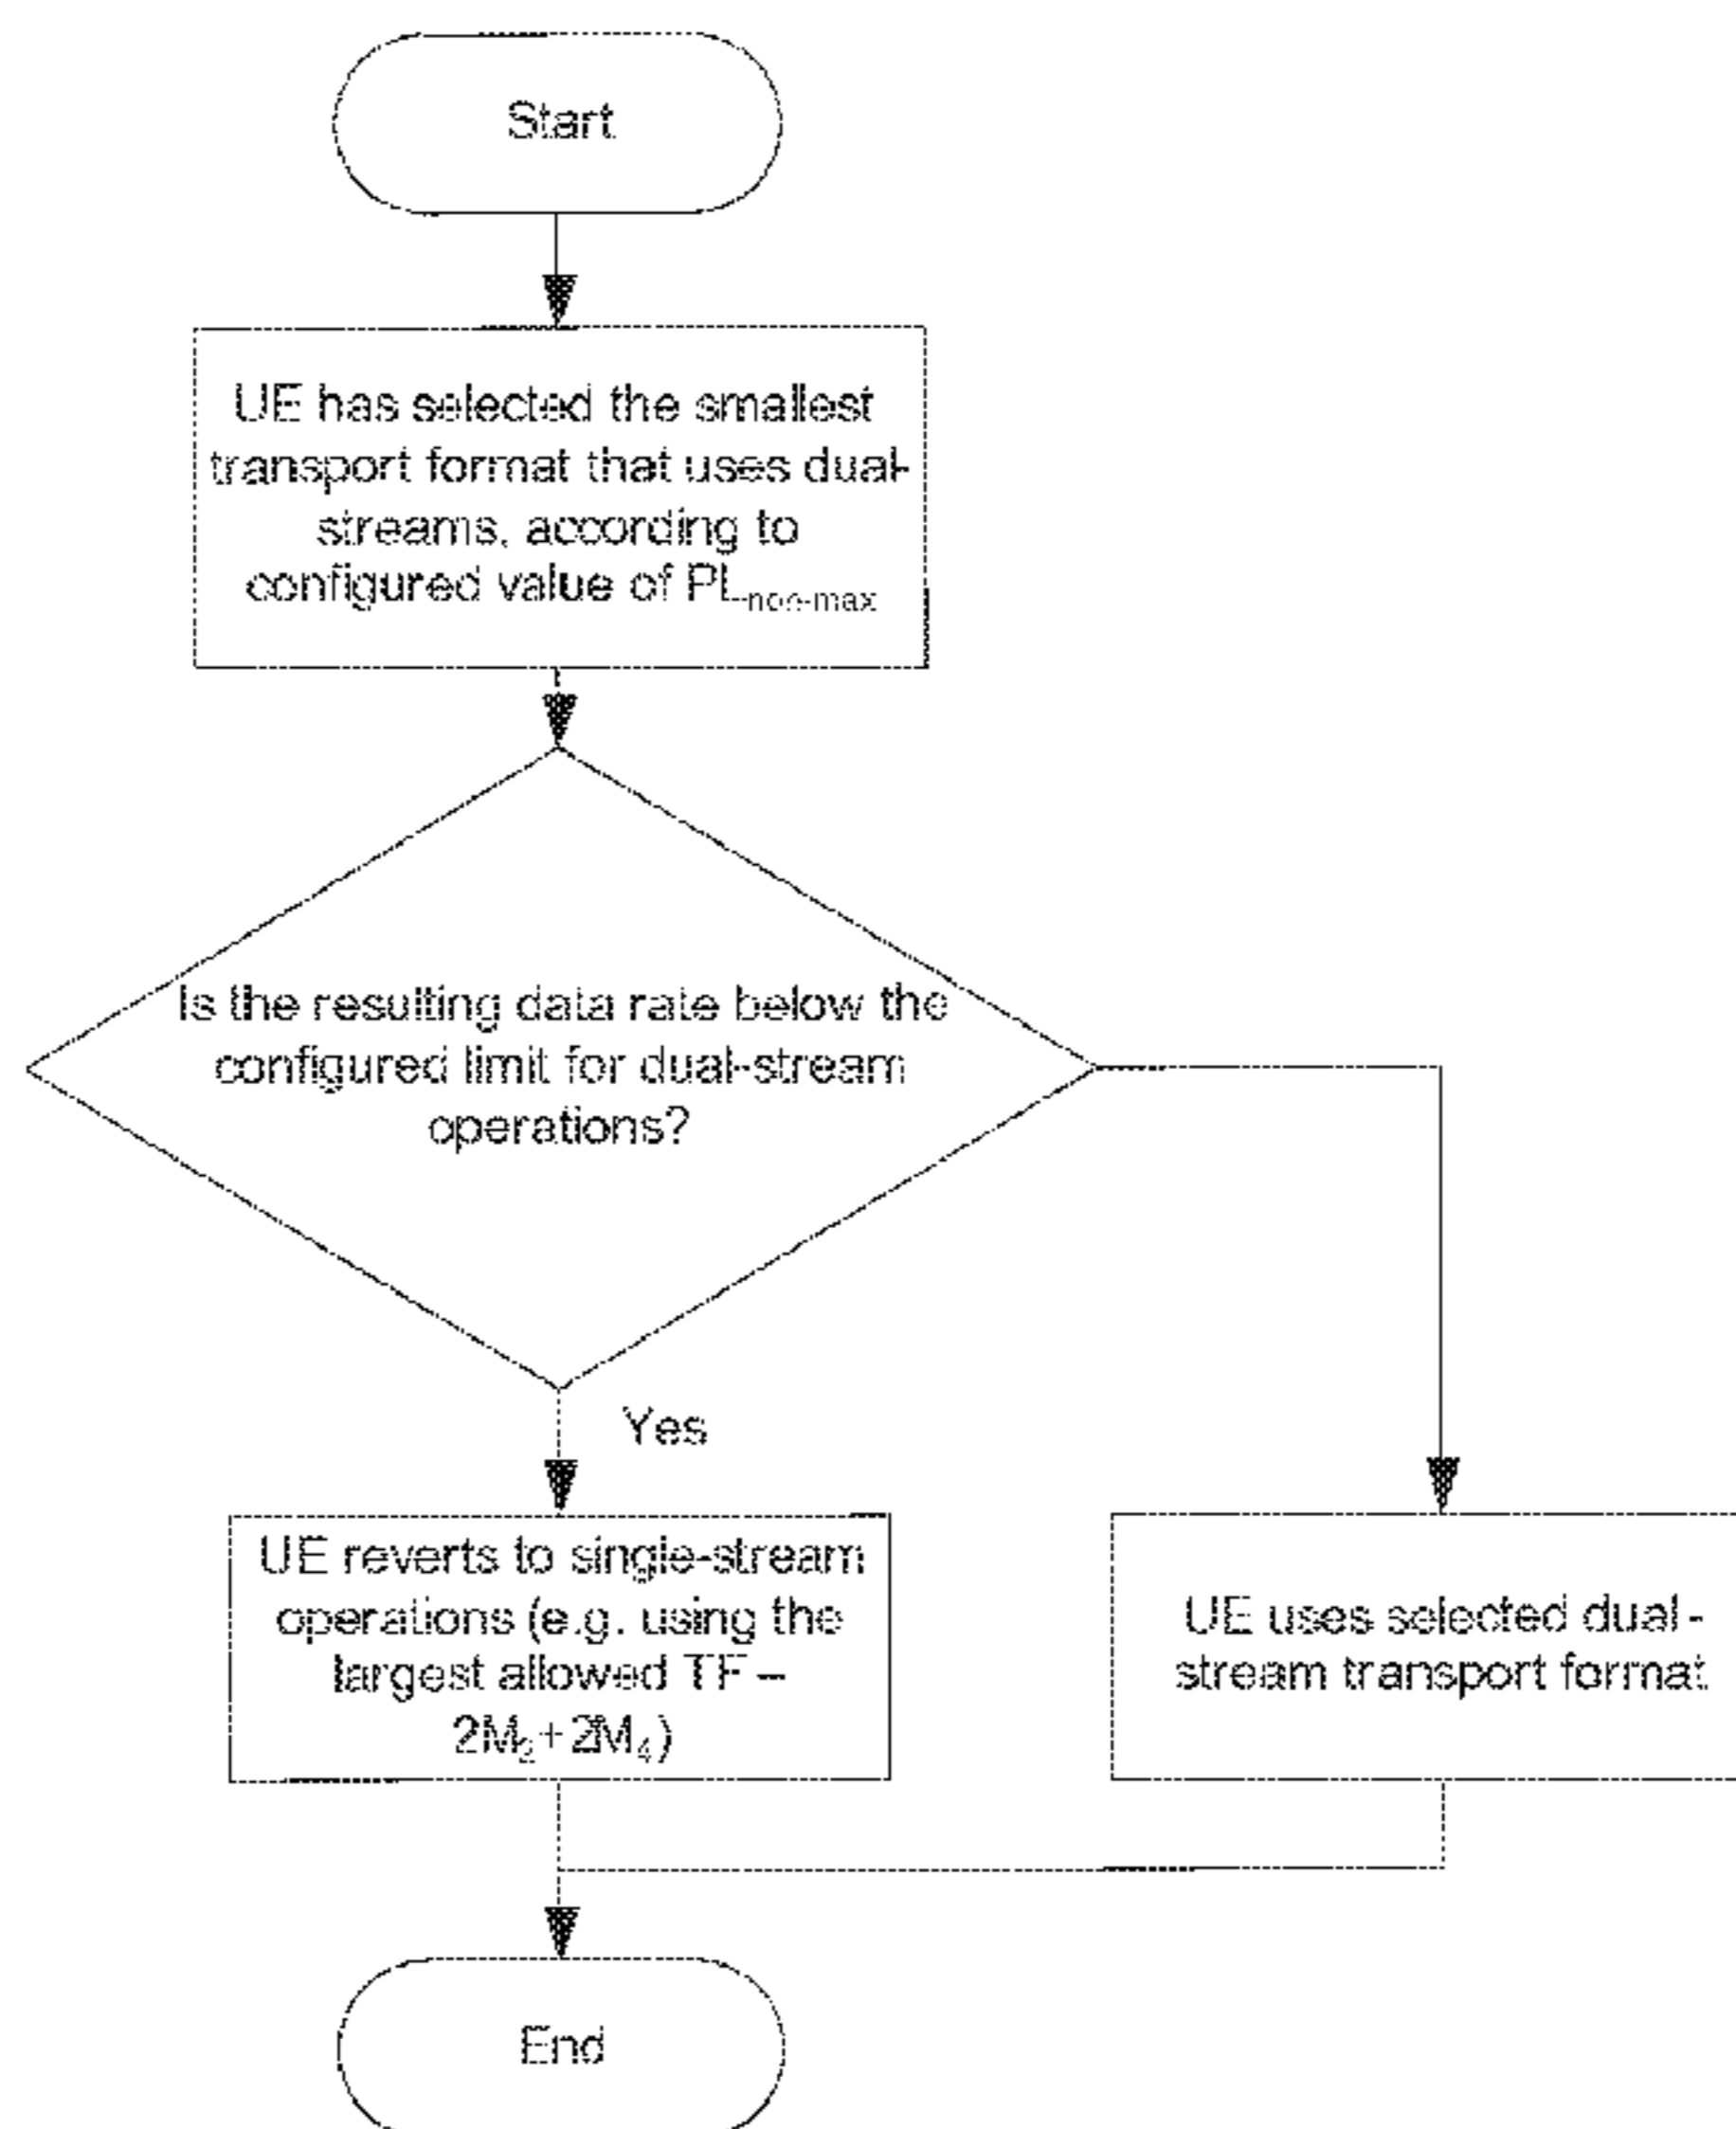 Start
UE has selected the smallest
transport format that uses dual-
streams, according to
configured value of PL-non-max
Is the resulting data rate below the
configured limit for dual-stream
operations?
Yes
UE reverts to single-stream
operations (e.g. using the
largest allowed TF –
2M₂+2M₄)
UE uses selected dual-
stream transport format
End